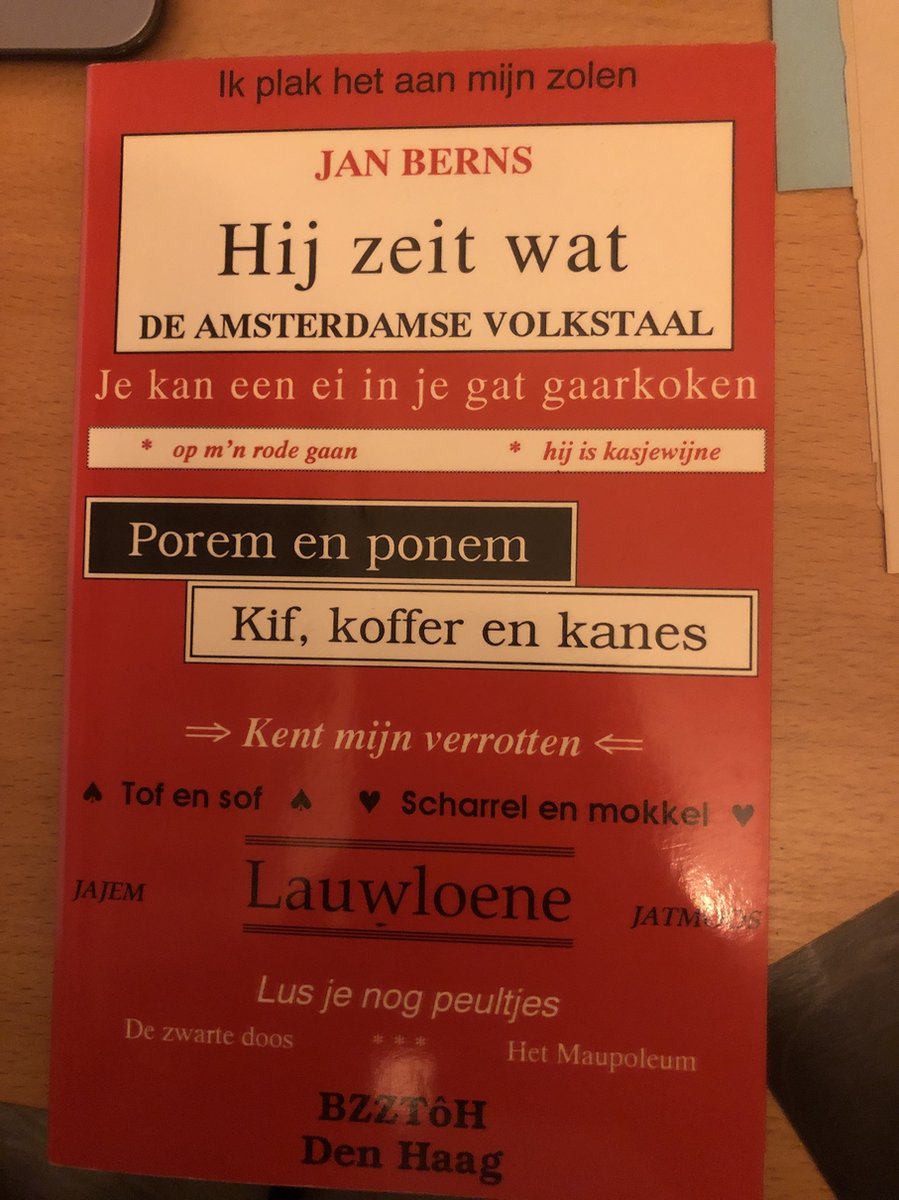 Ik plak het aan mijn zolen
JAN BERNS
Hij zeit wat
DE AMSTERDAMSE VOLKSTAAL
Je kan een ei in je gat gaarkoken
* op m'n rode gaan * hij is kasjewijne
Porem en ponem
Kif, koffer en kanes
⇒ Kent mijn verrotten ⇐
♠ Tof en sof ♠ ♥ Scharrel en mokkel ♥
Lauwloene
JAJEM
Lus je nog peultjes
De zwarte doos * * * Het Maupoleum
BZZTôH
Den Haag